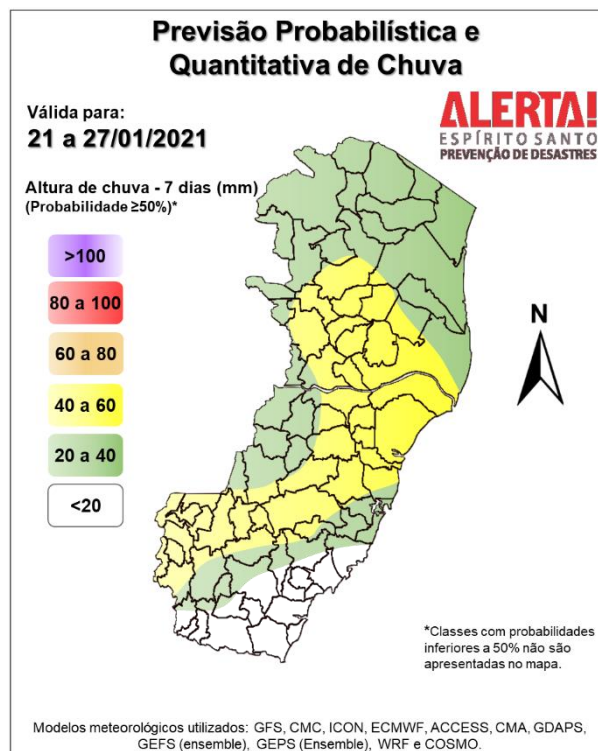 Previsão Probabilística e
Quantitativa de Chuva
Válida para:
21 a 27/01/2021
ALERTA!
ESPÍRITO SANTO
PREVENÇÃO DE DESASTRES
Altura de chuva - 7 dias (mm)
(Probabilidade ≥50%)*
>100
80 a 100
60 a 80
40 a 60
20 a 40
<20
N
*Classes com probabilidades
inferiores a 50% não são
apresentadas no mapa.
Modelos meteorológicos utilizados: GFS, CMC, ICON, ECMWF, ACCESS, CMA, GDAPS,
GEFS (ensemble), GEPS (Ensemble), WRF e COSMO.